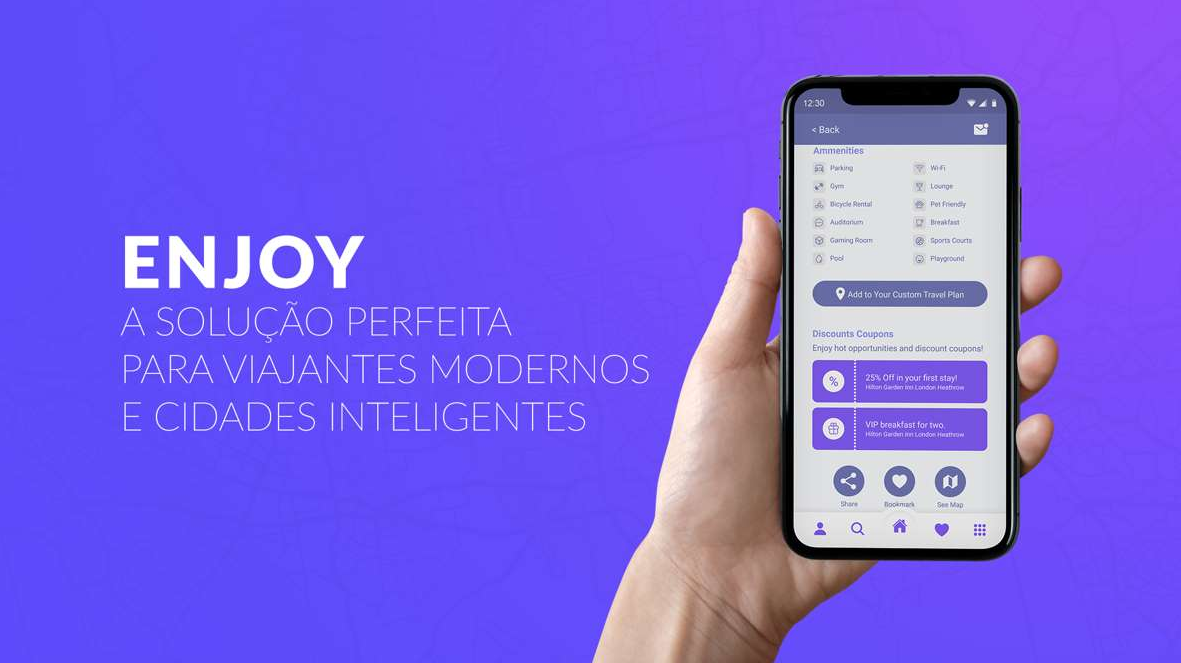 ENJOY
A SOLUÇÃO PERFEITA
PARA VIAJANTES MODERNOS
E CIDADES INTELIGENTES
12:30
< Back
Ammenities
Parking
Wi-Fi
Gym
Lounge
Bicycle Rental
Pet Friendly
Auditorium
Breakfast
Gaming Room
Sports Courts
Pool
Playground
Add to Your Custom Travel Plan
Discounts Coupons
Enjoy hot opportunities and discount coupons!
%
25% Off in your first stay!
Hilton Garden Inn London Heathrow
VIP breakfast for two.
Hilton Garden Inn London Heathrow
Share
Bookmark
See Map